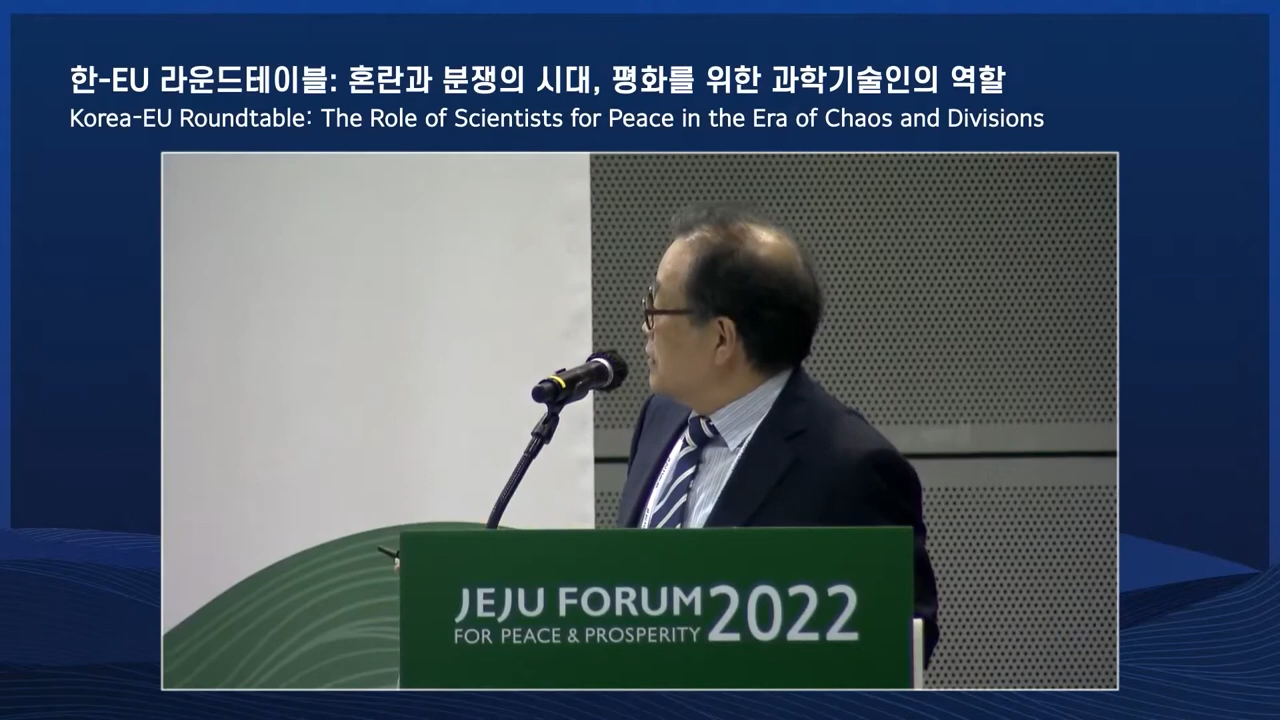 한-EU 라운드테이블: 혼란과 분쟁의 시대, 평화를 위한 과학기술인의 역할
Korea-EU Roundtable: The Role of Scientists for Peace in the Era of Chaos and Divisions
JEJU FORUM 2022
FOR PEACE & PROSPERITY